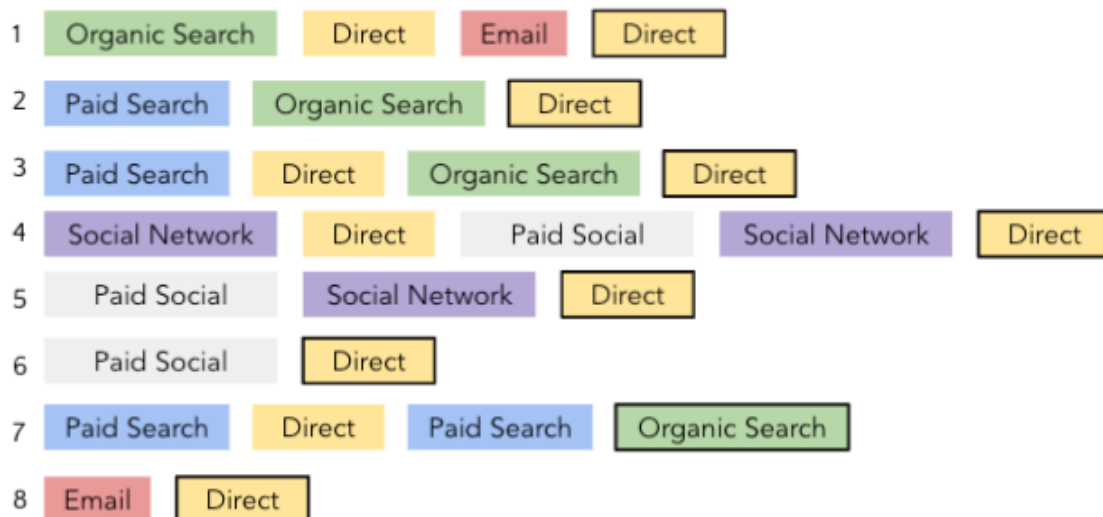 1 Organic Search Direct Email Direct
2 Paid Search Organic Search Direct
3 Paid Search Direct Organic Search Direct
4 Social Network Direct Paid Social Social Network Direct
5 Paid Social Social Network Direct
6 Paid Social Direct
7 Paid Search Direct Paid Search Organic Search
8 Email Direct